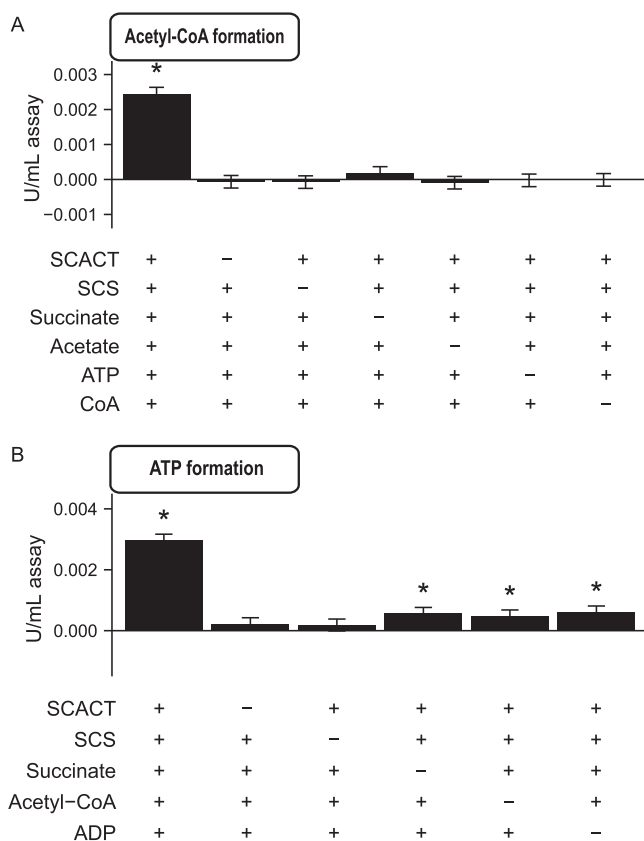 A
Acetyl-CoA formation
*
0.003
0.002
0.001
0.000
−0.001
U/mL assay
SCACT + − + + + + +
SCS + + − + + + +
Succinate + + + − + + +
Acetate + + + + − + +
ATP + + + + + − +
CoA + + + + + + −
B
ATP formation
* * * *
0.004
0.002
0.000
U/mL assay
SCACT + − + + + +
SCS + + − + + +
Succinate + + + − + +
Acetyl−CoA + + + + − +
ADP + + + + + −